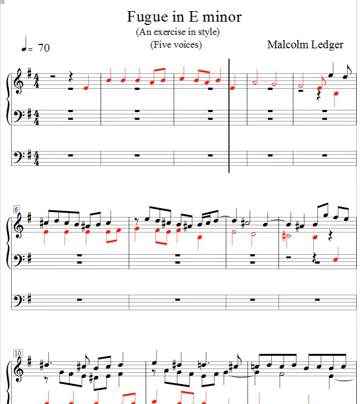 Fugue in E minor
(An exercise in style)
(Five voices)
Malcolm Ledger
= 70
6
10